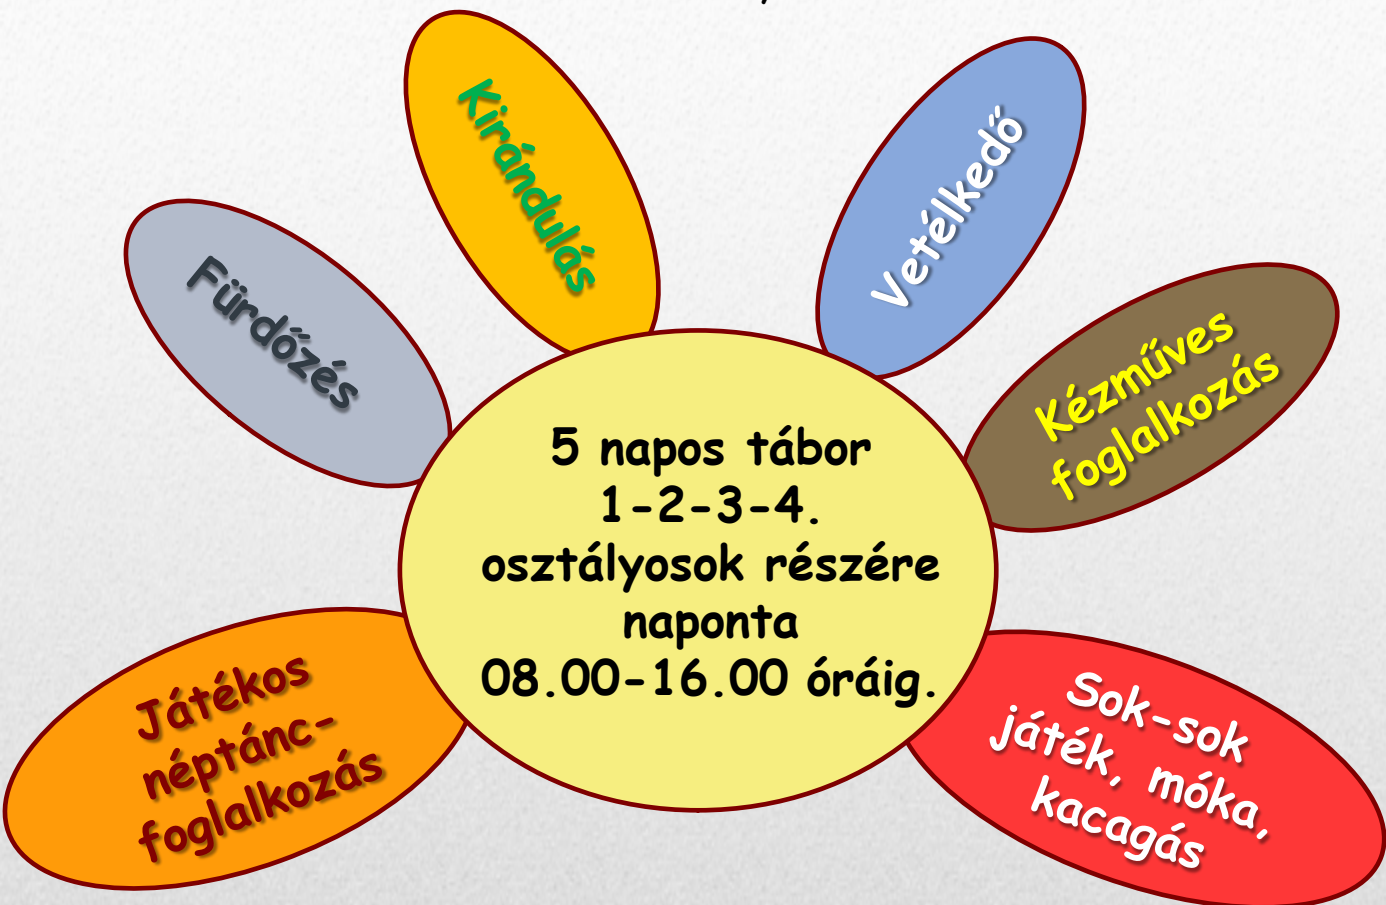 Kirándulás
Vetélkedő
Fürdőzés
Kézműves
foglalkozás
5 napos tábor
1-2-3-4.
osztályosok részére
naponta
08.00-16.00 óráig.
Játékos
néptánc-
foglalkozás
Sok-sok
játék, móka,
kacagás